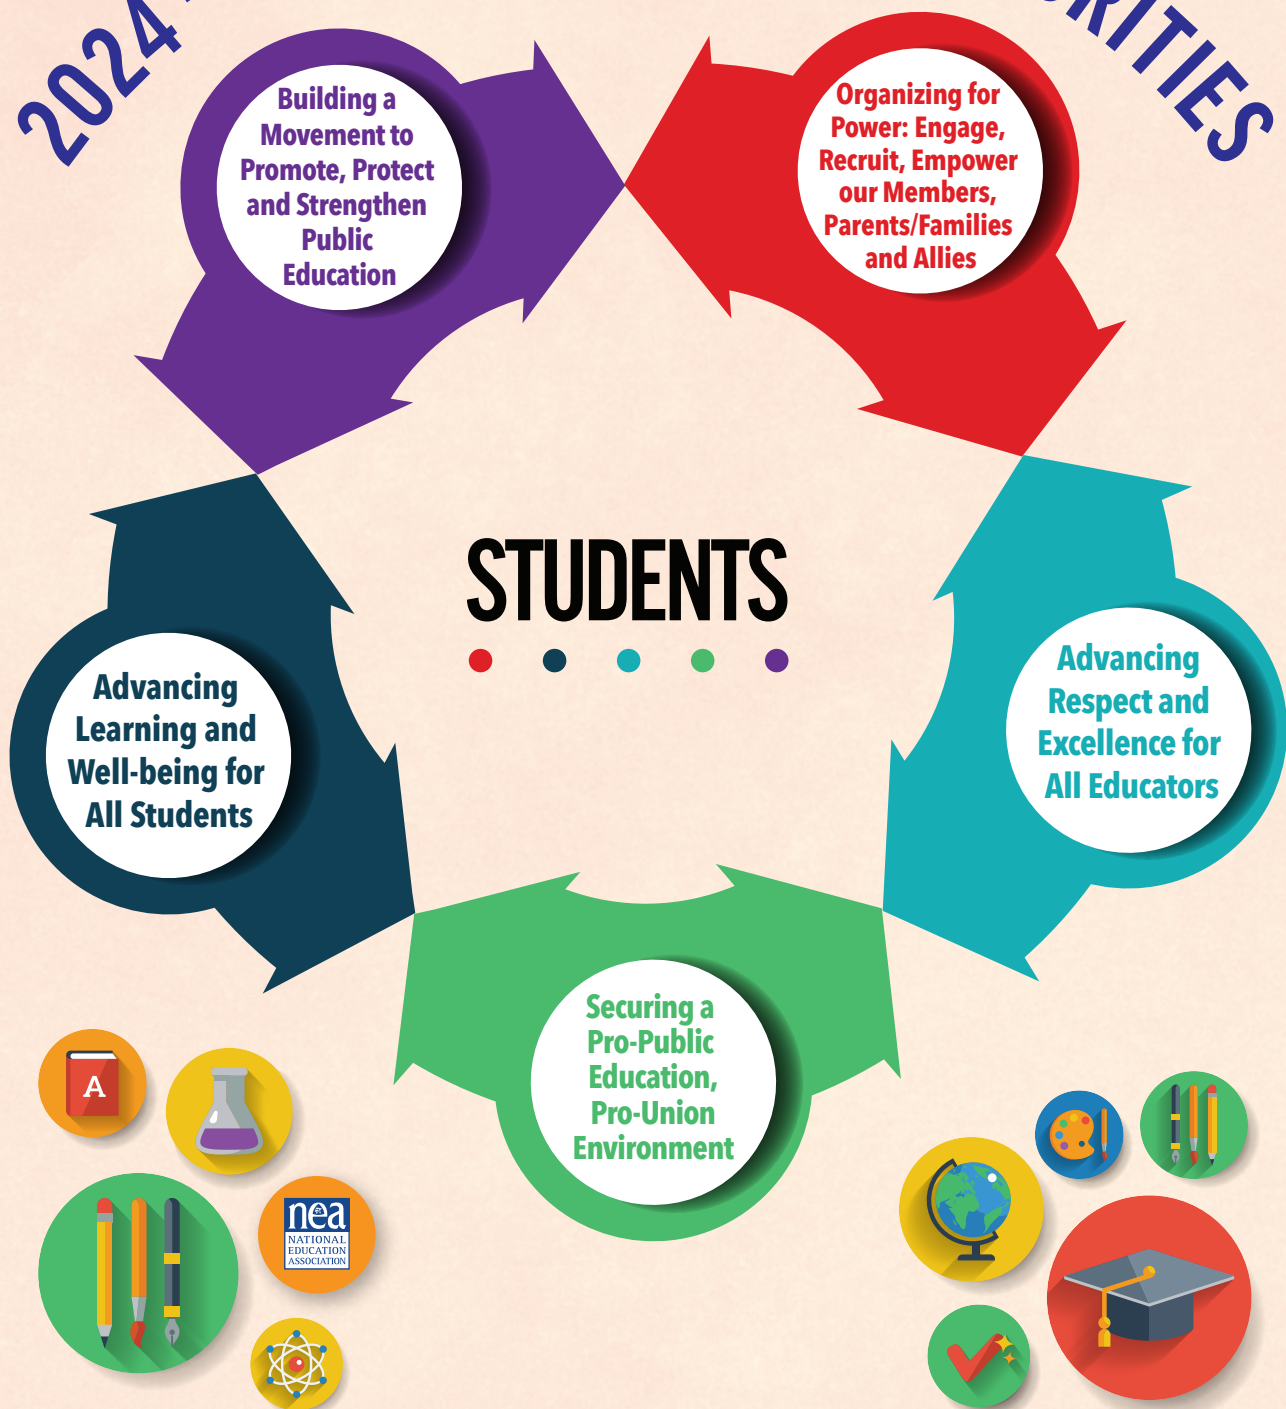 2024
RITIES
Building a
Movement to
Promote, Protect
and Strengthen
Public
Education
Organizing for
Power: Engage,
Recruit, Empower
our Members,
Parents/Families
and Allies
STUDENTS
Advancing
Learning and
Well-being for
All Students
Advancing
Respect and
Excellence for
All Educators
Securing a
Pro-Public
Education,
Pro-Union
Environment
A
nea
NATIONAL
EDUCATION
ASSOCIATION